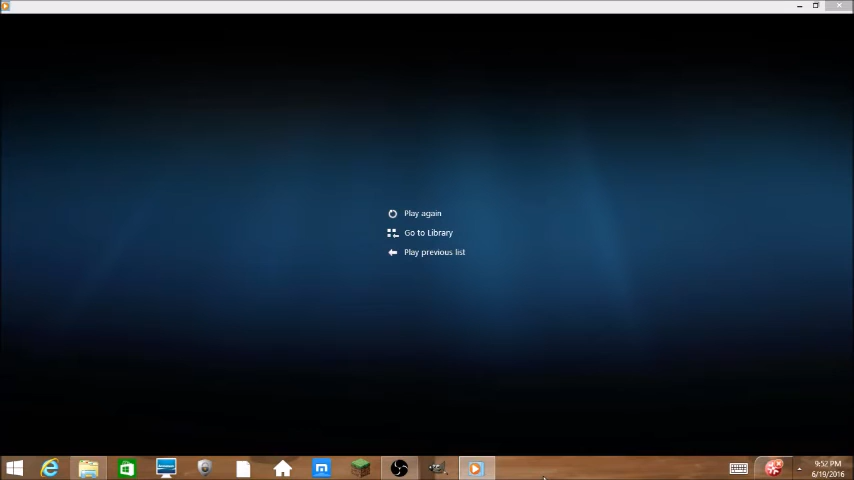 Play again
Go to Library
Play previous list
9:52 PM
6/19/2016